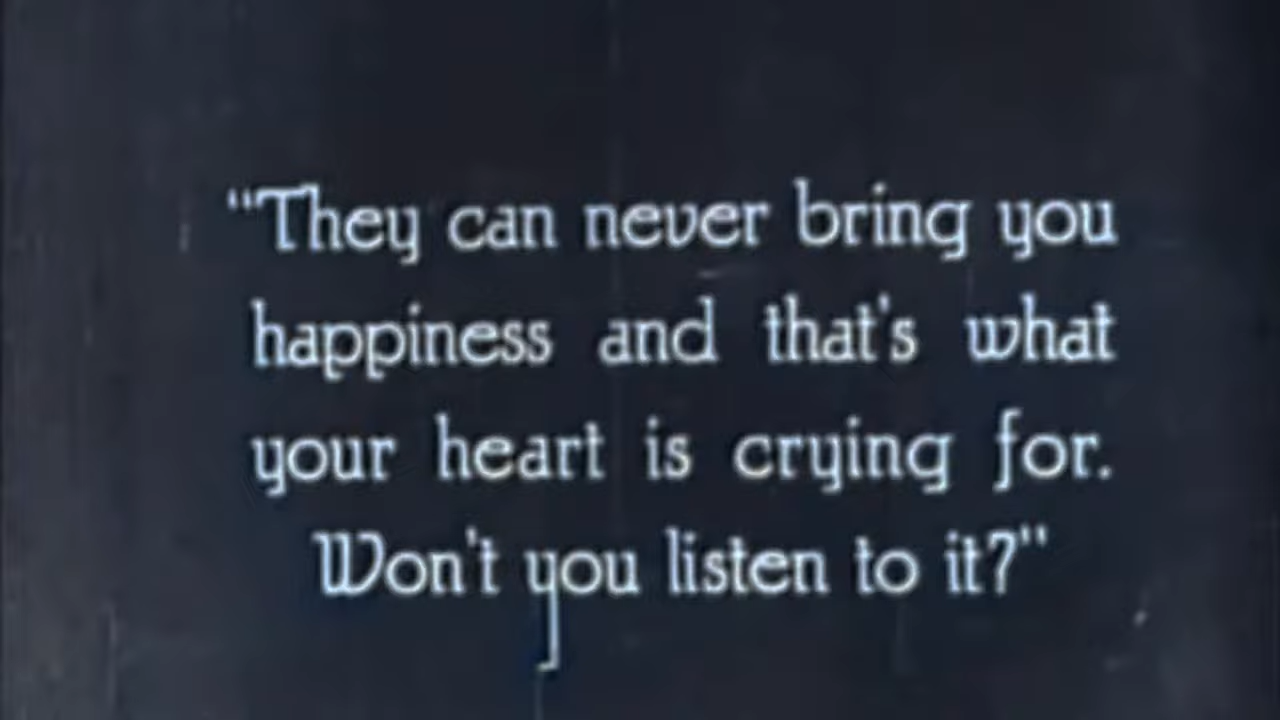 "They can never bring you
happiness and that's what
your heart is crying for.
Won't you listen to it?"